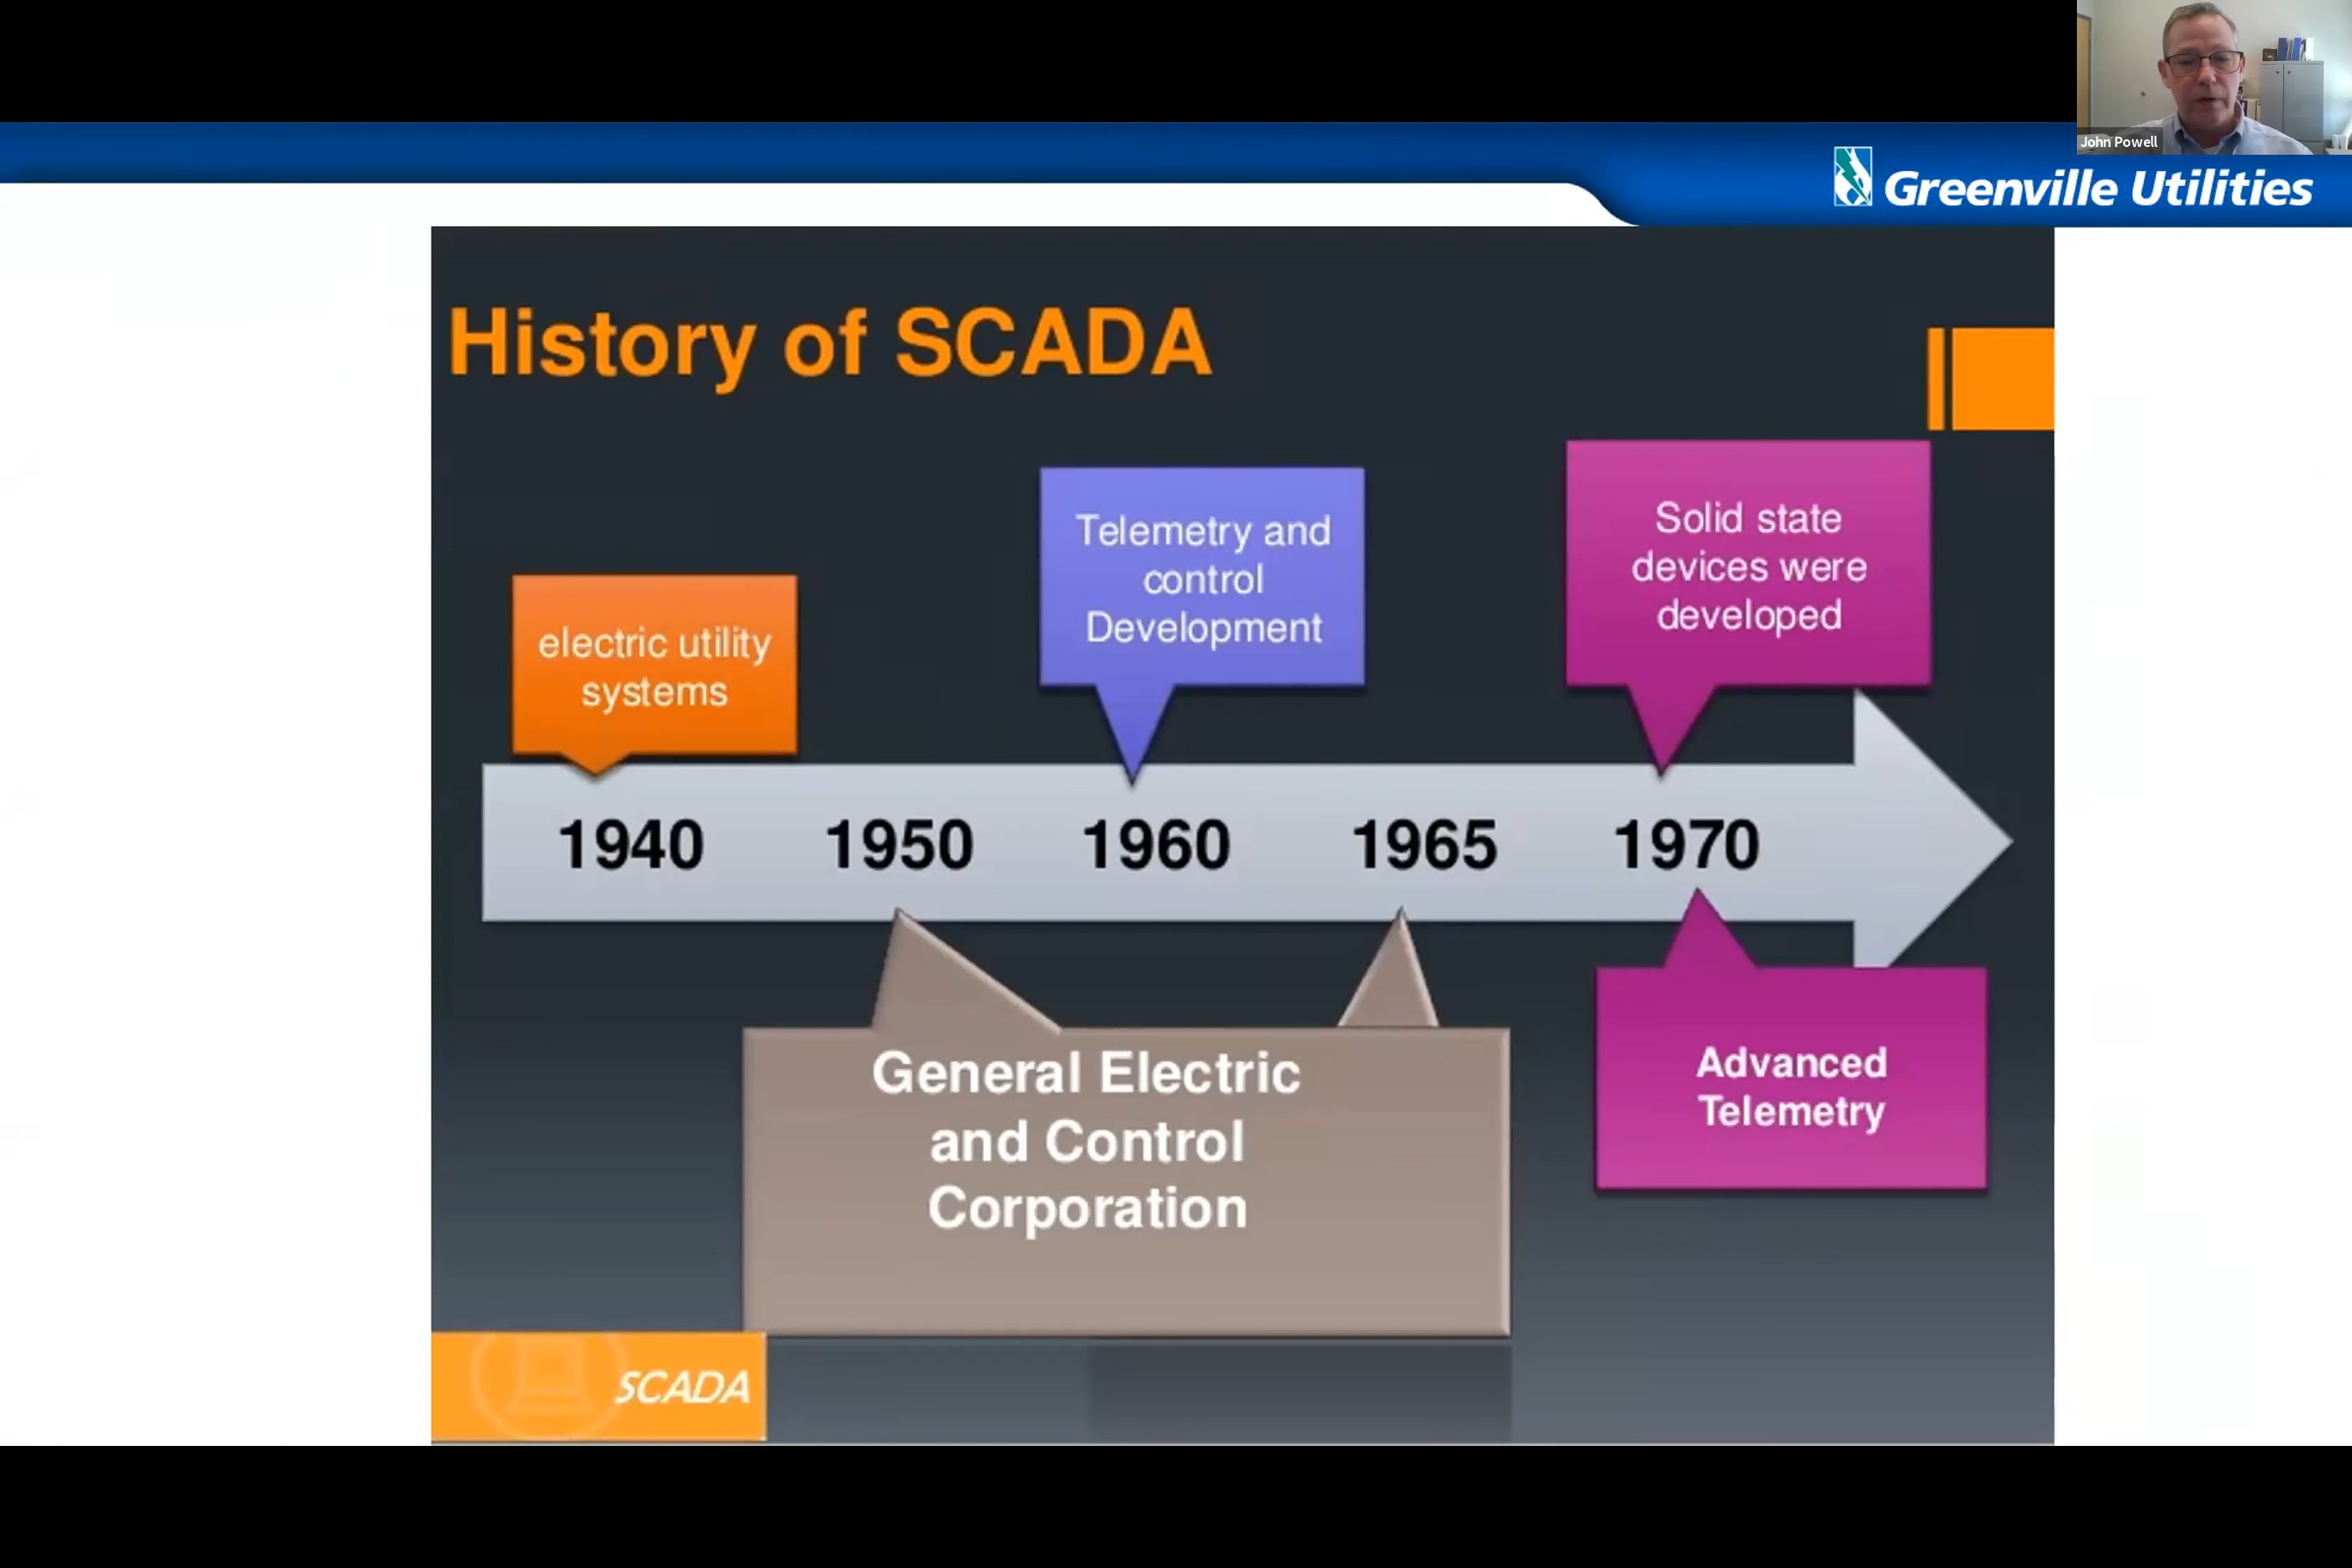 John Powell
Greenville Utilities
History of SCADA
electric utility
systems
Telemetry and
control
Development
Solid state
devices were
developed
1940
1950
1960
1965
1970
General Electric
and Control
Corporation
Advanced
Telemetry
SCADA